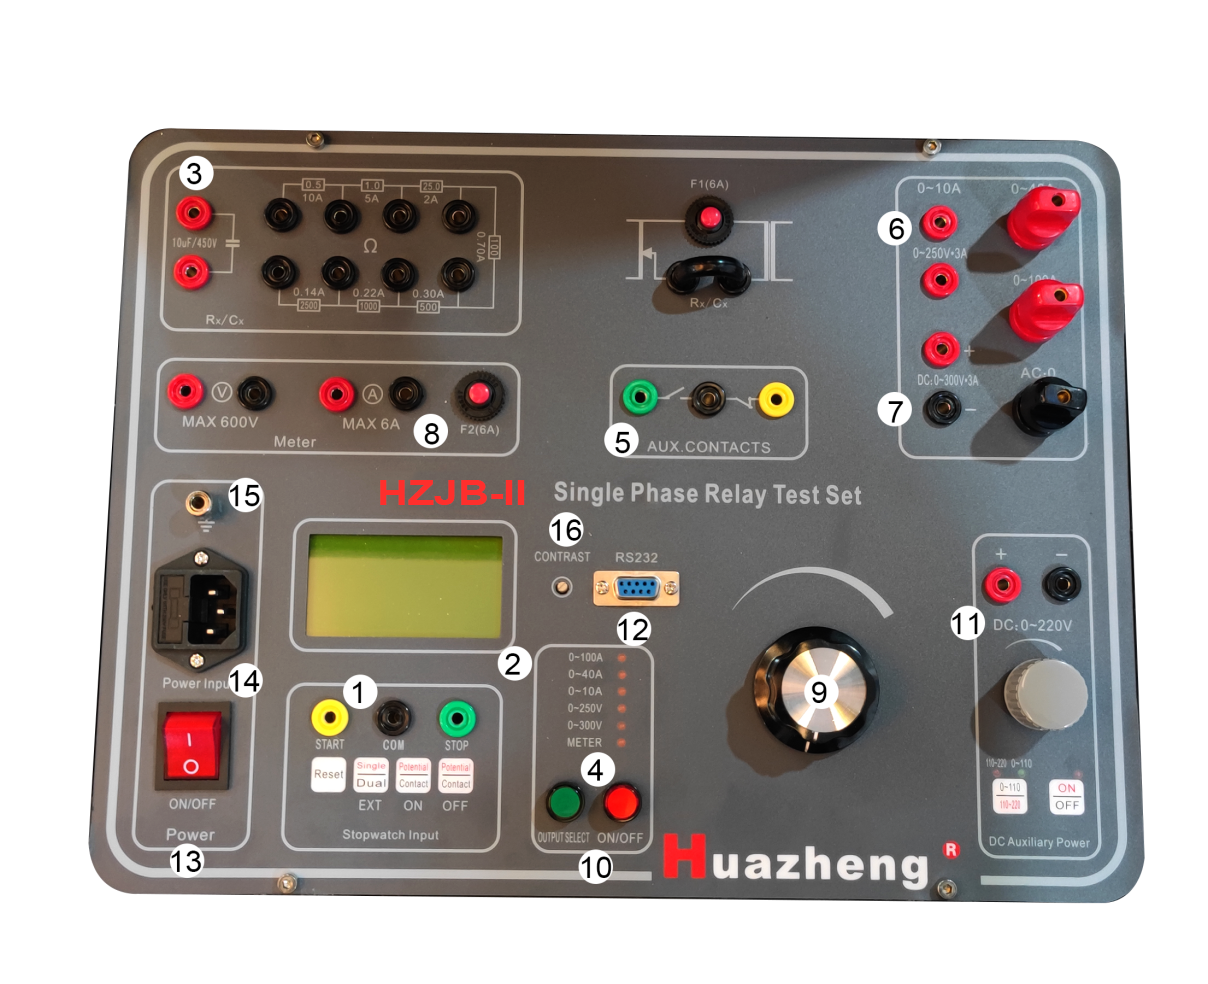 3
0.5
1.0
25.0
10A
5A
2A
10uF/450V
Ω
100
0.70A
0.14A
0.22A
0.30A
2500
1000
500
Rx/Cx
F1(6A)
Rx/Cx
0~10A
6
0~250V•3A
+
DC:0~300V•3A
AC:0
7
−
V
A
MAX 600V
MAX 6A
8
F2(6A)
Meter
5
AUX.CONTACTS
HZJB-II
Single Phase Relay Test Set
15
16
CONTRAST
RS232
12
2
14
Power Input
I
O
ON/OFF
Power
13
1
START
COM
STOP
Reset
Single
Dual
Potential
Contact
Potential
Contact
EXT
ON
OFF
Stopwatch Input
0~100A
0~40A
0~10A
0~250V
0~300V
METER
4
OUTPUT SELECT
ON/OFF
10
9
+
−
11
DC:0~220V
110~220
0~110
0~110
110~220
ON
OFF
DC Auxiliary Power
Huazheng
R